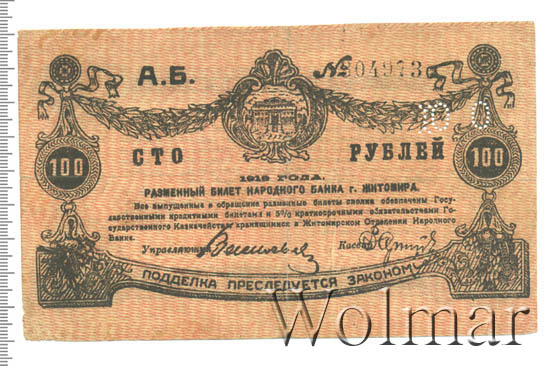 А.Б. № 04973
СТО РУБЛЕЙ
100 100
1919 ГОДА.
РАЗМЕННЫЙ БИЛЕТ НАРОДНОГО БАНКА г. ЖИТОМИРА.
Все выпущенные в обращение разменные билеты сполна обеспечены Госу-
дарственными кредитными билетами и 5% краткосрочными обязательствами Го-
сударственного Казначейства хранящимися в Житомирском Отделении Народного
Банка.
Управляющий Кассир
ПОДДЕЛКА ПРЕСЛЕДУЕТСЯ ЗАКОНОМ
Wolmar